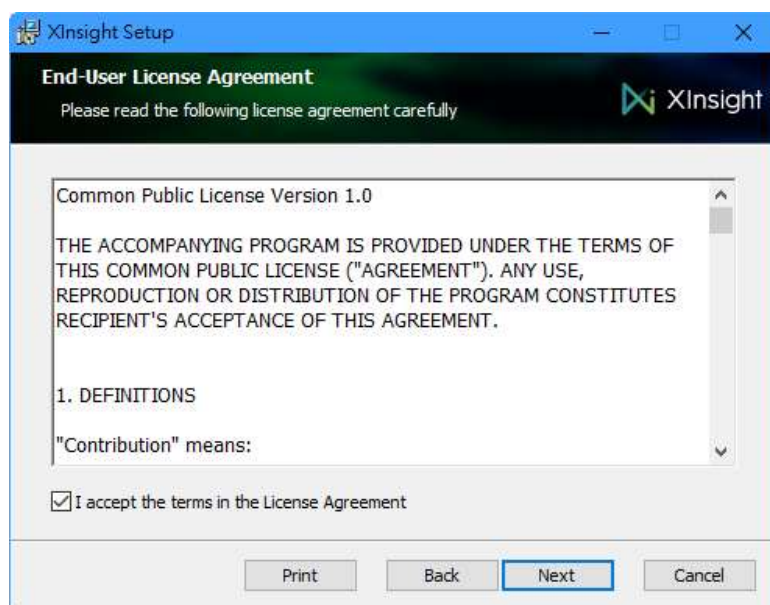 XInsight Setup
End-User License Agreement
Please read the following license agreement carefully
XInsight
Common Public License Version 1.0
THE ACCOMPANYING PROGRAM IS PROVIDED UNDER THE TERMS OF
THIS COMMON PUBLIC LICENSE ("AGREEMENT"). ANY USE,
REPRODUCTION OR DISTRIBUTION OF THE PROGRAM CONSTITUTES
RECIPIENT'S ACCEPTANCE OF THIS AGREEMENT.
1. DEFINITIONS
"Contribution" means:
I accept the terms in the License Agreement
Print Back Next Cancel